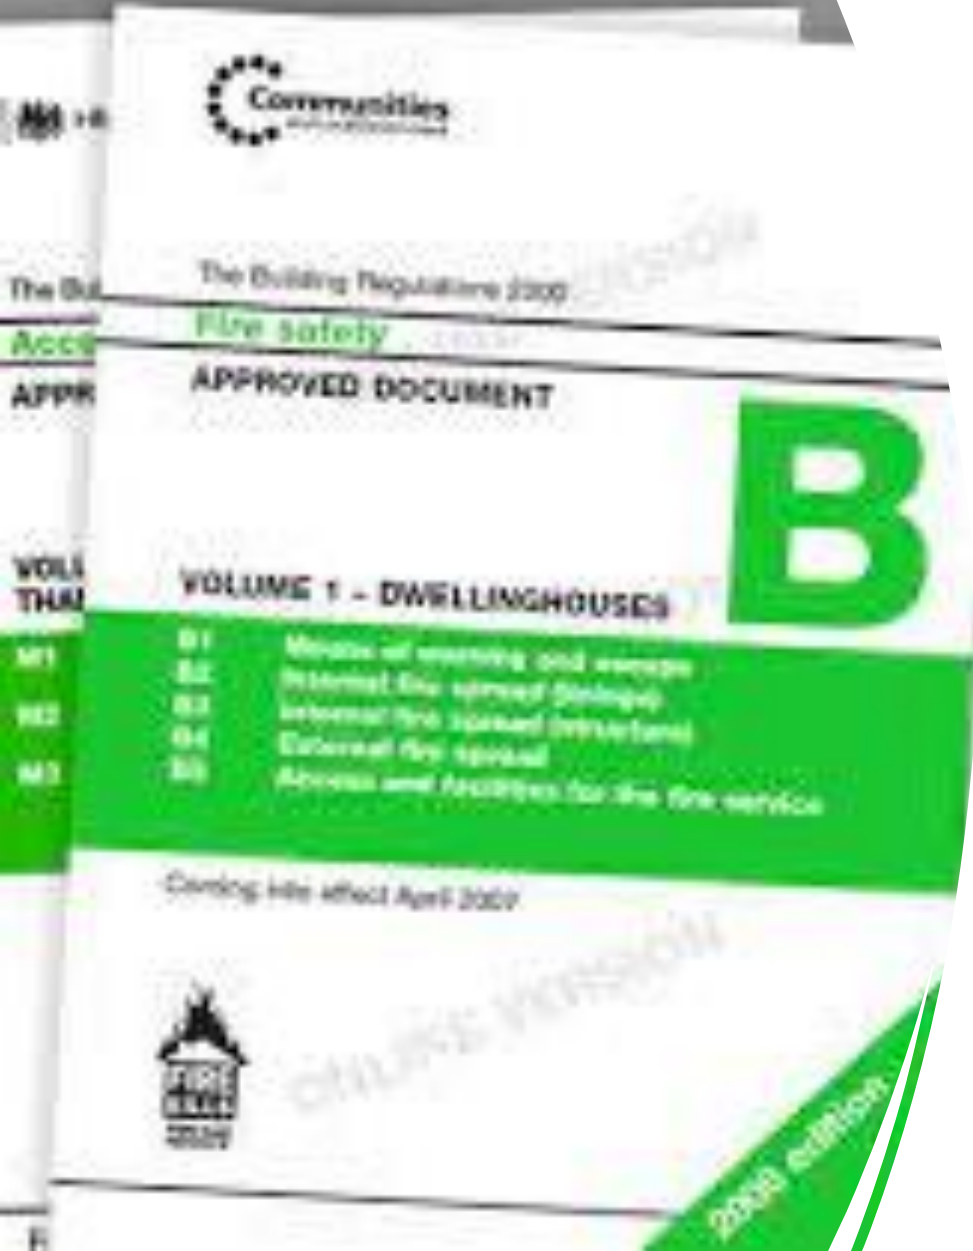 Communities
The Building Regulations 2000
Fire safety
APPROVED DOCUMENT
B
VOLUME 1 – DWELLINGHOUSES
B1 Means of warning and escape
B2 Internal fire spread (linings)
B3 Internal fire spread (structure)
B4 External fire spread
B5 Access and facilities for the fire service
Coming into effect April 2007
ONLINE VERSION
FIRE
2006 edition
The Bu
Acce
APPR
VOLU
THAN
M1
M2
M3